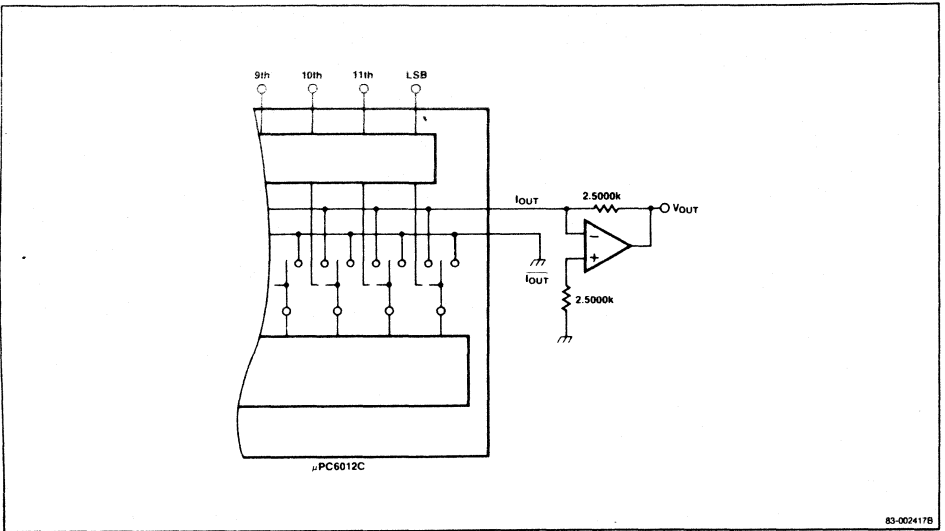 9th 10th 11th LSB
IOUT
2.5000k
VOUT
−
+
IOUT
2.5000k
μPC6012C
83-002417B